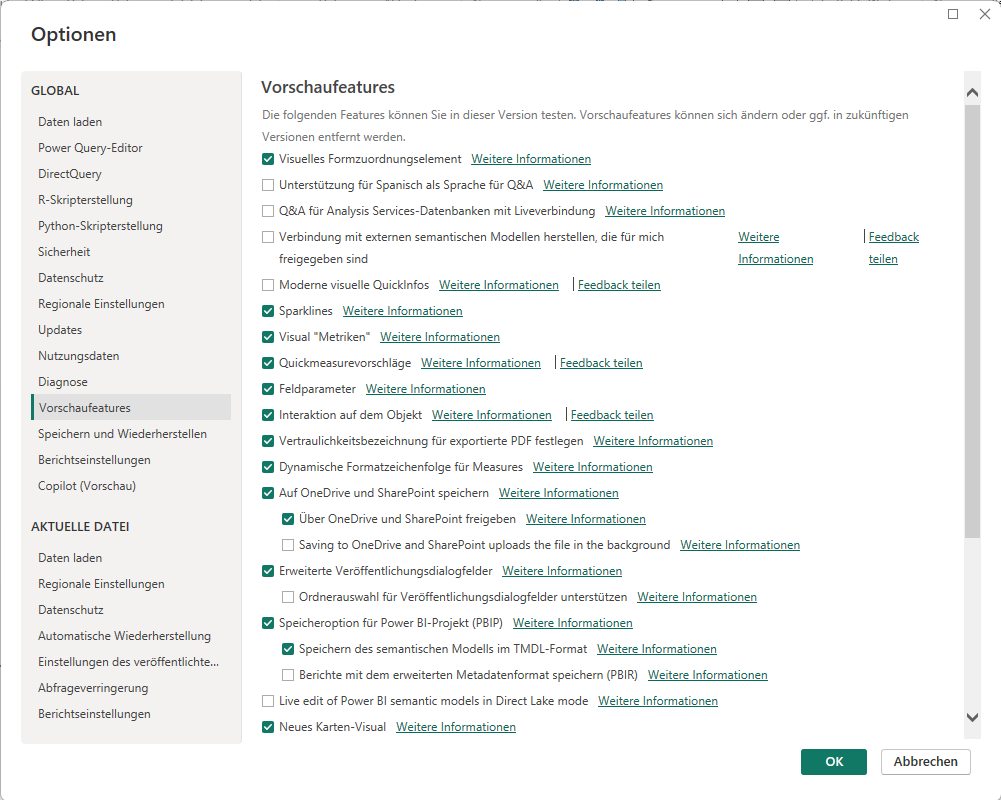 Optionen
GLOBAL
Daten laden
Power Query-Editor
DirectQuery
R-Skripterstellung
Python-Skripterstellung
Sicherheit
Datenschutz
Regionale Einstellungen
Updates
Nutzungsdaten
Diagnose
Vorschaufeatures
Speichern und Wiederherstellen
Berichtseinstellungen
Copilot (Vorschau)
AKTUELLE DATEI
Daten laden
Regionale Einstellungen
Datenschutz
Automatische Wiederherstellung
Einstellungen des veröffentlichte...
Abfrageverringerung
Berichtseinstellungen
Vorschaufeatures
Die folgenden Features können Sie in dieser Version testen. Vorschaufeatures können sich ändern oder ggf. in zukünftigen
Versionen entfernt werden.
Visuelles Formzuordnungselement Weitere Informationen
Unterstützung für Spanisch als Sprache für Q&A Weitere Informationen
Q&A für Analysis Services-Datenbanken mit Liveverbindung Weitere Informationen
Verbindung mit externen semantischen Modellen herstellen, die für mich Weitere | Feedback
freigegeben sind Informationen teilen
Moderne visuelle QuickInfos Weitere Informationen | Feedback teilen
Sparklines Weitere Informationen
Visual "Metriken" Weitere Informationen
Quickmeasurevorschläge Weitere Informationen | Feedback teilen
Feldparameter Weitere Informationen
Interaktion auf dem Objekt Weitere Informationen | Feedback teilen
Vertraulichkeitsbezeichnung für exportierte PDF festlegen Weitere Informationen
Dynamische Formatzeichenfolge für Measures Weitere Informationen
Auf OneDrive und SharePoint speichern Weitere Informationen
Über OneDrive und SharePoint freigeben Weitere Informationen
Saving to OneDrive and SharePoint uploads the file in the background Weitere Informationen
Erweiterte Veröffentlichungsdialogfelder Weitere Informationen
Ordnerauswahl für Veröffentlichungsdialogfelder unterstützen Weitere Informationen
Speicheroption für Power BI-Projekt (PBIP) Weitere Informationen
Speichern des semantischen Modells im TMDL-Format Weitere Informationen
Berichte mit dem erweiterten Metadatenformat speichern (PBIR) Weitere Informationen
Live edit of Power BI semantic models in Direct Lake mode Weitere Informationen
Neues Karten-Visual Weitere Informationen
OK
Abbrechen